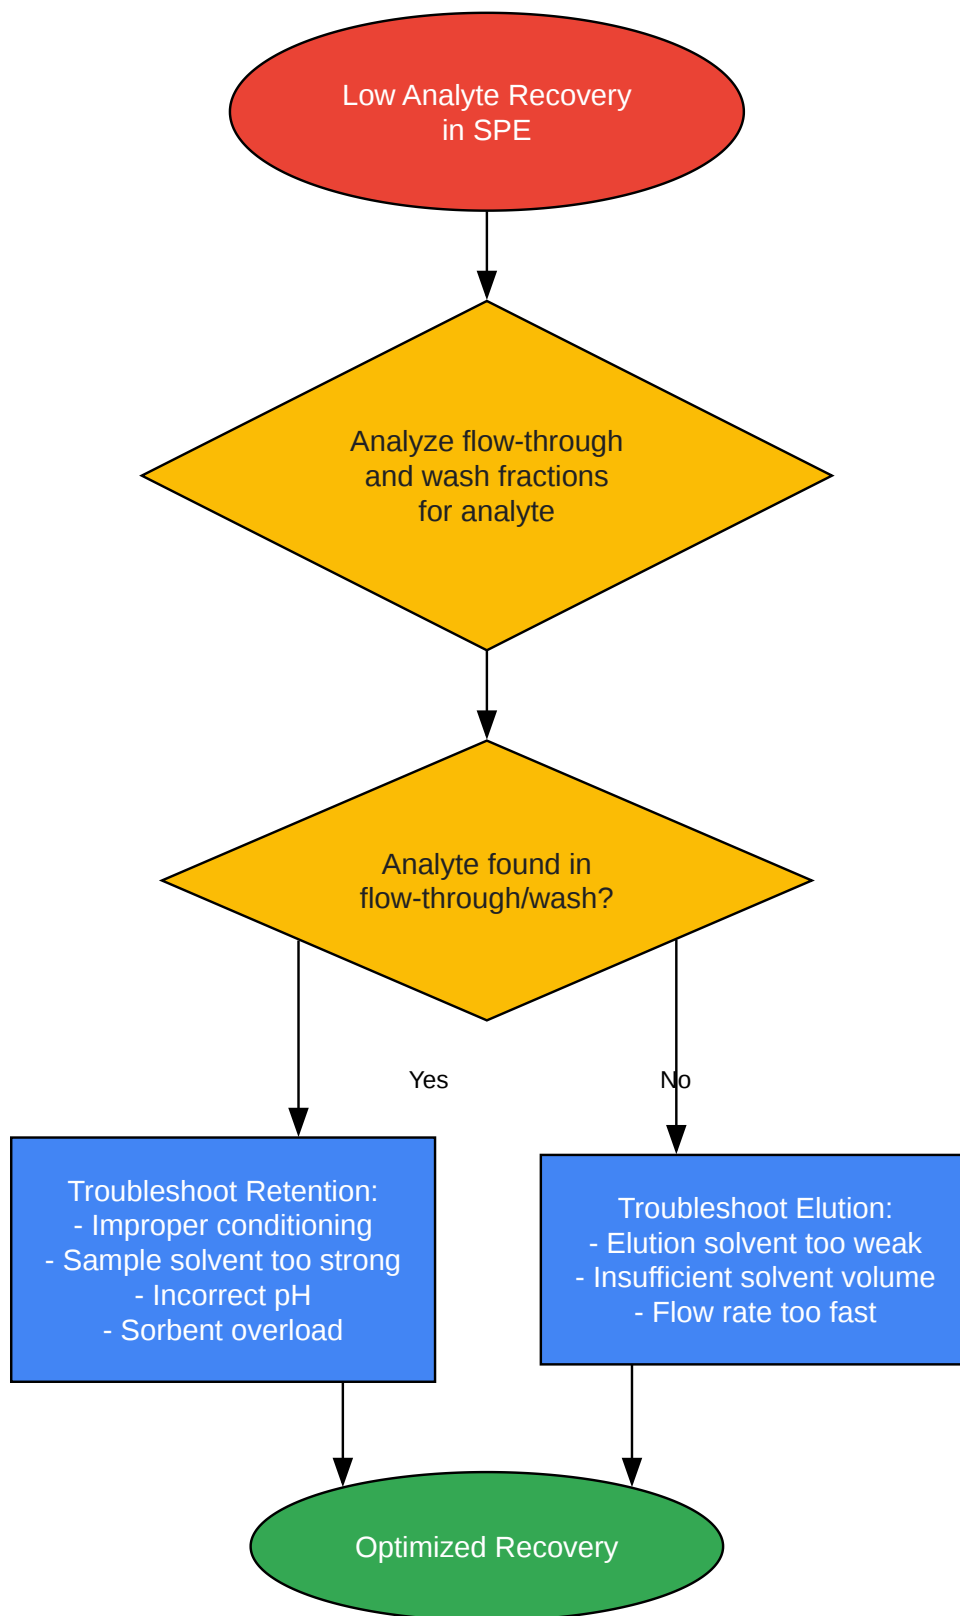 Low Analyte Recovery
in SPE
Analyze flow-through
and wash fractions
for analyte
Analyte found in
flow-through/wash?
Yes
No
Troubleshoot Retention:
- Improper conditioning
- Sample solvent too strong
- Incorrect pH
- Sorbent overload
Troubleshoot Elution:
- Elution solvent too weak
- Insufficient solvent volume
- Flow rate too fast
Optimized Recovery